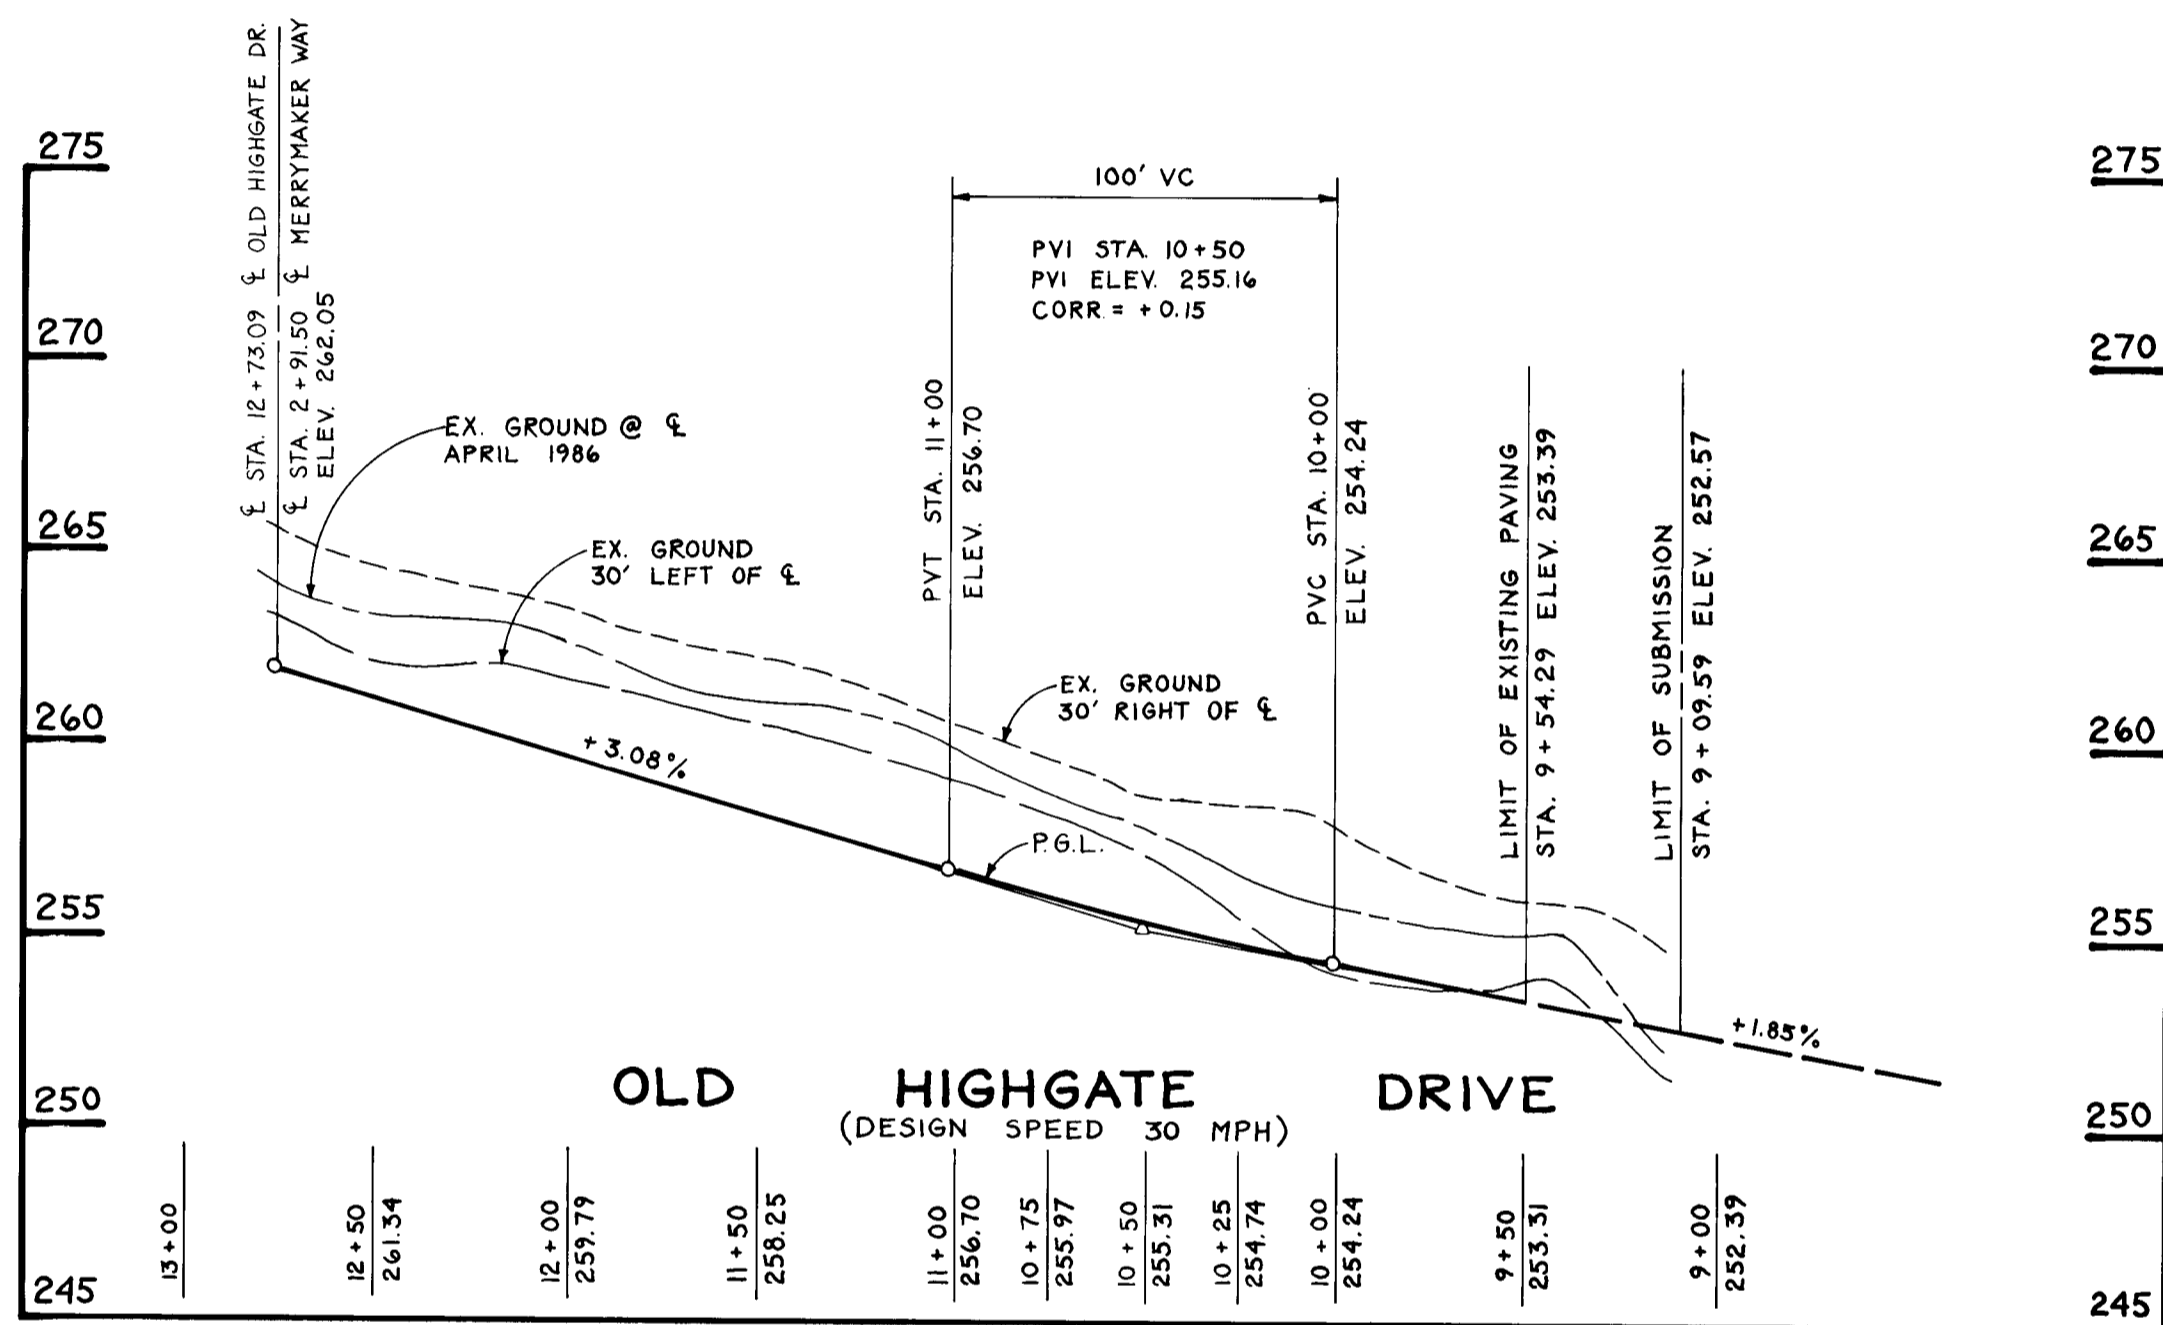 ℄ STA. 12+73.09 ℄ OLD HIGHGATE DR.
℄ STA. 2+91.50 ℄ MERRYMAKER WAY
ELEV. 262.05
275
270
265
260
255
250
245
100' VC
PVI STA. 10+50
PVI ELEV. 255.16
CORR. = +0.15
EX. GROUND @ ℄
APRIL 1986
EX. GROUND
30' LEFT OF ℄
PVT STA. 11+00
ELEV. 256.70
PVC STA. 10+00
ELEV. 254.24
LIMIT OF EXISTING PAVING
STA. 9+54.29 ELEV. 253.39
LIMIT OF SUBMISSION
STA. 9+09.59 ELEV. 252.57
EX. GROUND
30' RIGHT OF ℄
+3.08%
P.G.L.
+1.85%
OLD HIGHGATE DRIVE
(DESIGN SPEED 30 MPH)
13+00
12+50
261.34
12+00
259.79
11+50
258.25
11+00
256.70
10+75
255.97
10+50
255.31
10+25
254.74
10+00
254.24
9+50
253.31
9+00
252.39
275
270
265
260
255
250
245